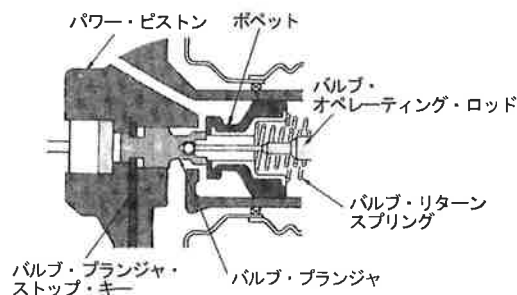 パワー・ピストン
ポペット
バルブ・
オペレーティング・ロッド
バルブ・リターン
スプリング
バルブ・プランジャ・
ストップ・キー
バルブ・プランジャ